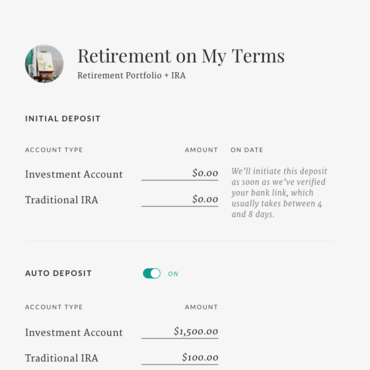 Retirement on My Terms
Retirement Portfolio + IRA
INITIAL DEPOSIT
ACCOUNT TYPE AMOUNT ON DATE
Investment Account $0.00
Traditional IRA $0.00
We'll initiate this deposit
as soon as we've verified
your bank link, which
usually takes between 4
and 8 days.
AUTO DEPOSIT ON
ACCOUNT TYPE AMOUNT
Investment Account $1,500.00
Traditional IRA $100.00